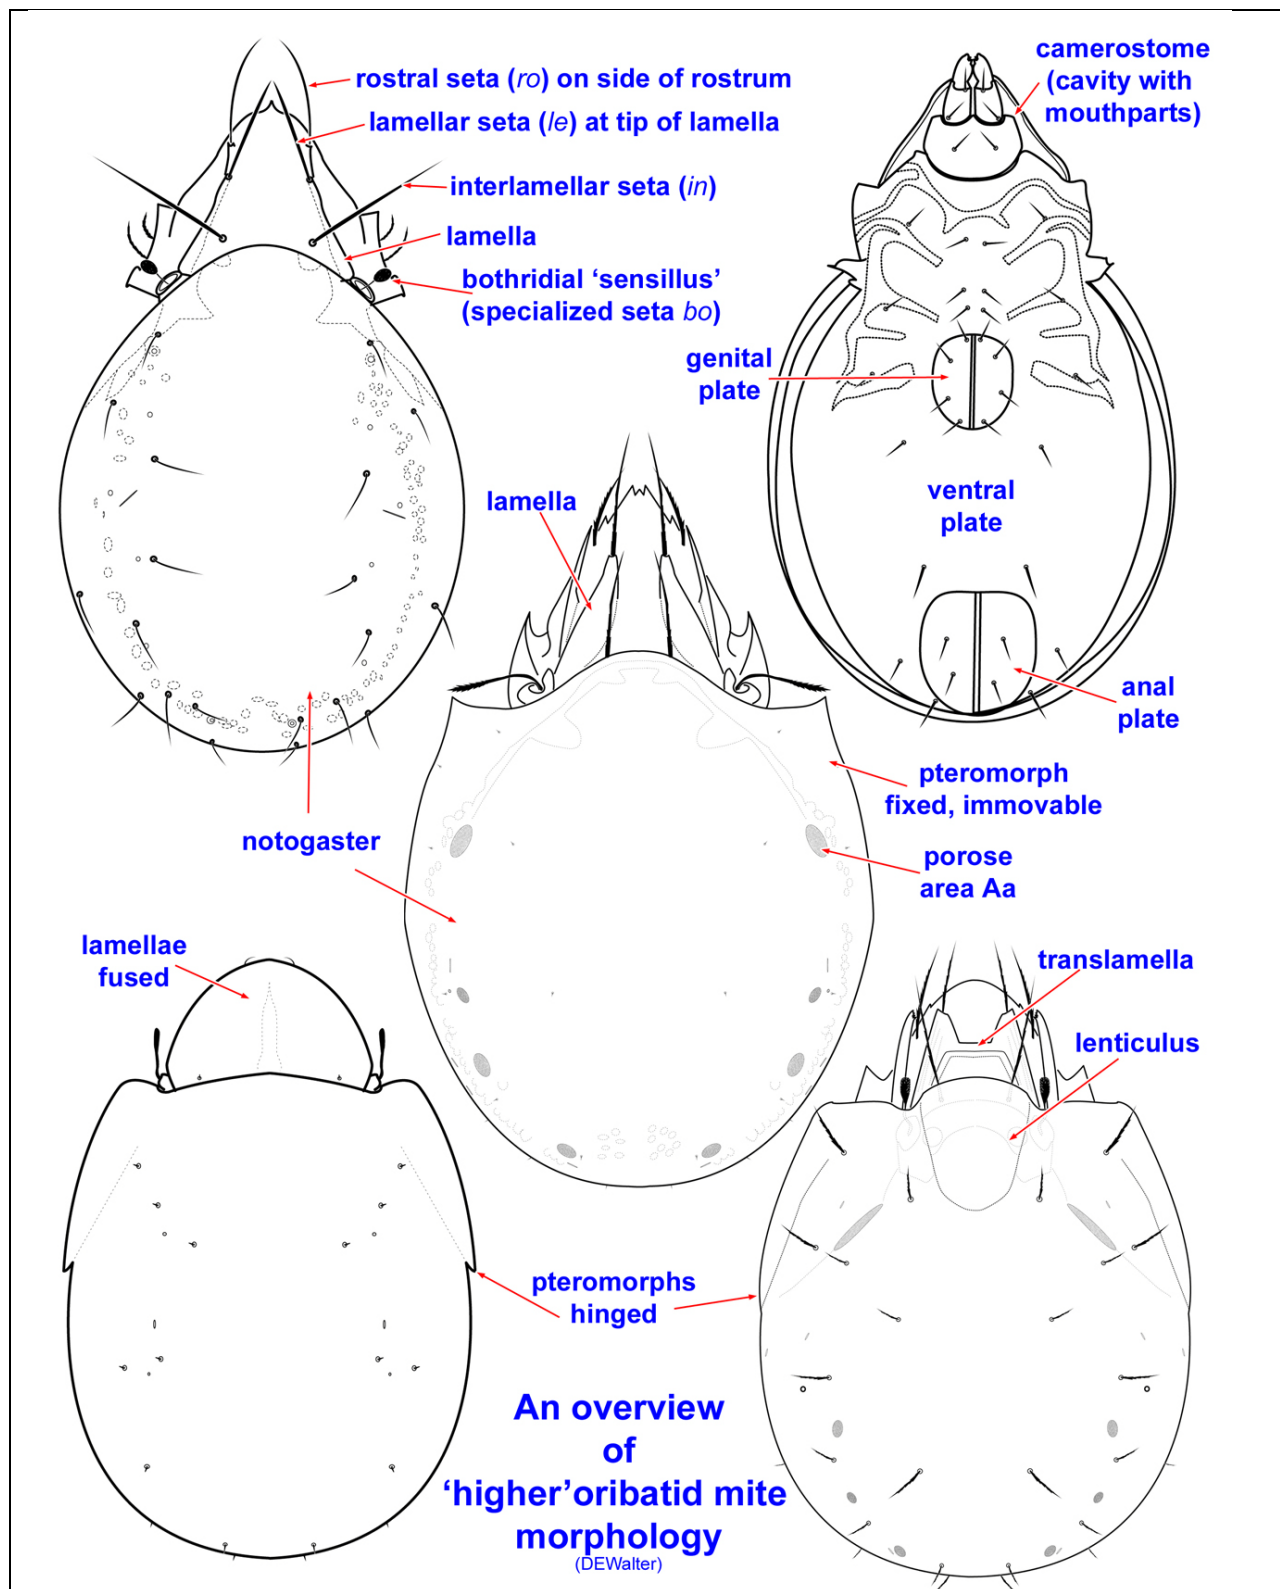 rostral seta (ro) on side of rostrum
lamellar seta (le) at tip of lamella
interlamellar seta (in)
lamella
bothridial ‘sensillus’
(specialized seta bo)
camerostome
(cavity with
mouthparts)
genital
plate
ventral
plate
anal
plate
lamella
pteromorph
fixed, immovable
porose
area Aa
notogaster
lamellae
fused
translamella
lenticulus
pteromorphs
hinged
An overview
of
‘higher’oribatid mite
morphology
(DEWalter)